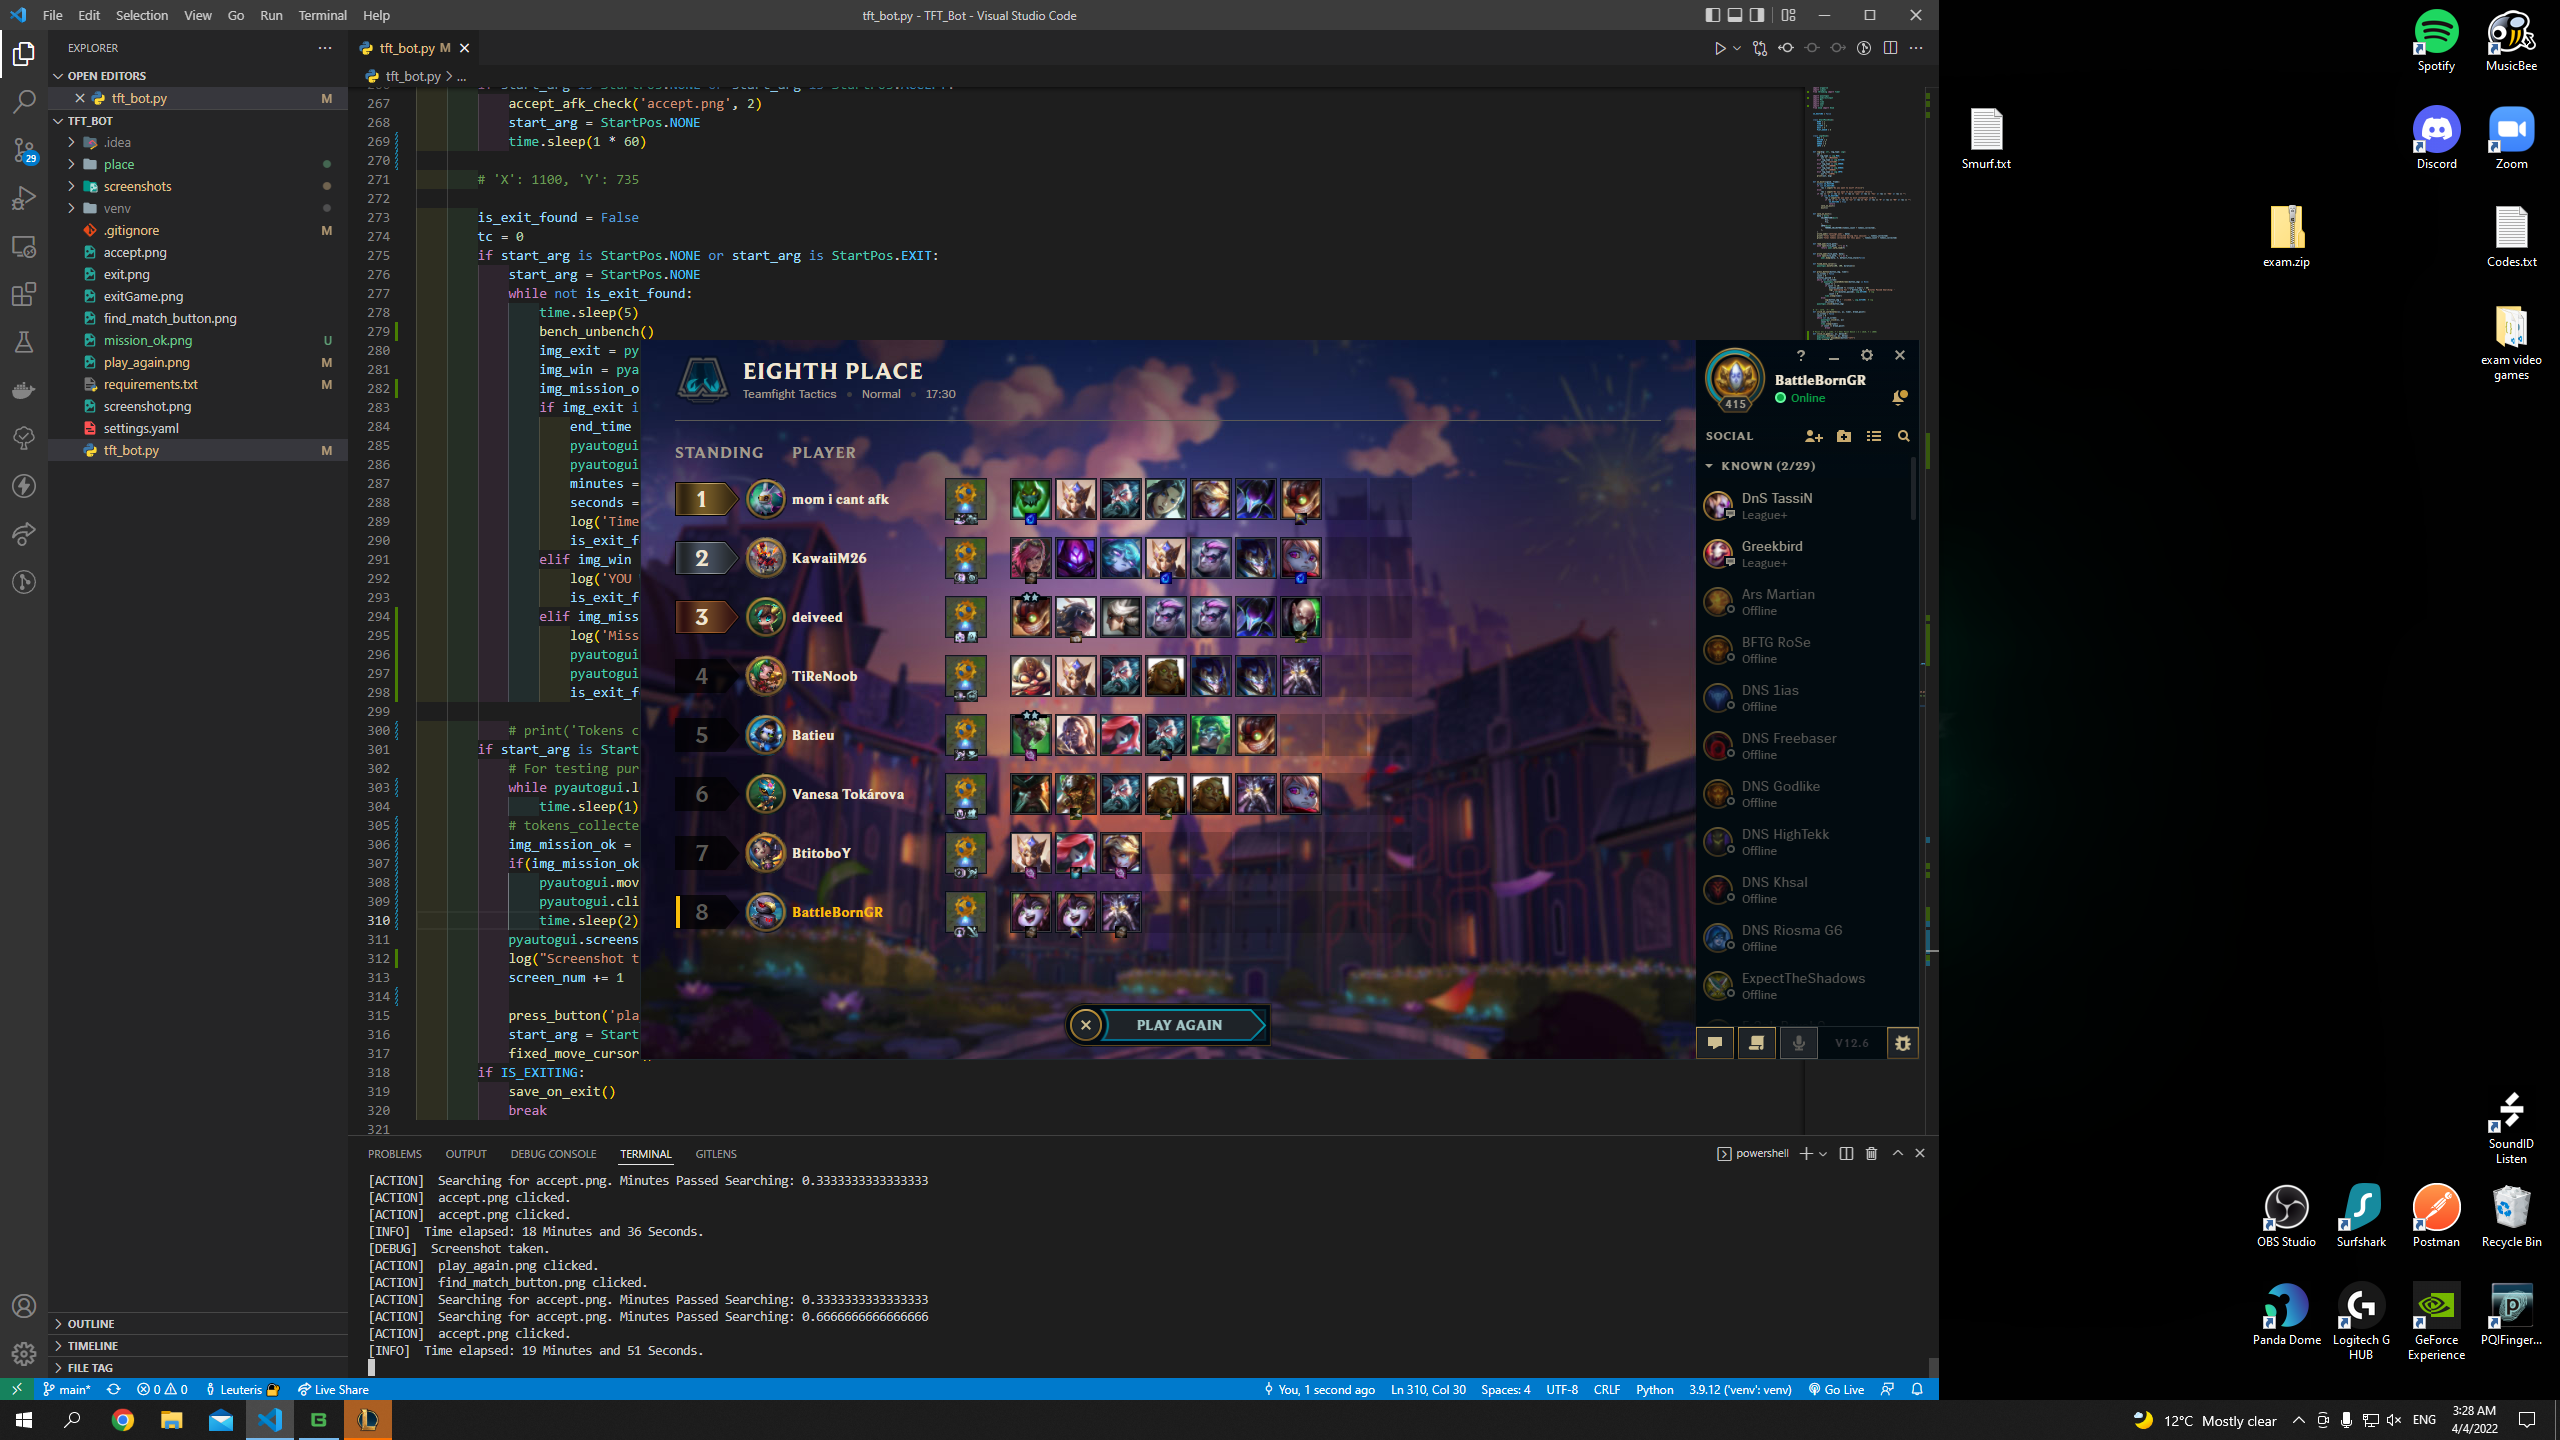 File Edit Selection View Go Run Terminal Help
tft_bot.py - TFT_Bot - Visual Studio Code
EXPLORER
OPEN EDITORS
tft_bot.py M
TFT_BOT
.idea
place
screenshots
venv
.gitignore M
accept.png
exit.png
exitGame.png
find_match_button.png
mission_ok.png U
play_again.png M
requirements.txt M
screenshot.png
settings.yaml
tft_bot.py M
OUTLINE
TIMELINE
FILE TAG
29
tft_bot.py M
tft_bot.py > ...
267 accept_afk_check('accept.png', 2)
268 start_arg = StartPos.NONE
269 time.sleep(1 * 60)
270
271 # 'X': 1100, 'Y': 735
272
273 is_exit_found = False
274 tc = 0
275 if start_arg is StartPos.NONE or start_arg is StartPos.EXIT:
276 start_arg = StartPos.NONE
277 while not is_exit_found:
278 time.sleep(5)
279 bench_unbench()
280 img_exit = py
281 img_win = pya
282 img_mission_o
283 if img_exit i
284 end_time
285 pyautogui
286 pyautogui
287 minutes =
288 seconds =
289 log('Time
290 is_exit_f
291 elif img_win
292 log('YOU
293 is_exit_f
294 elif img_miss
295 log('Miss
296 pyautogui
297 pyautogui
298 is_exit_f
299
300 # print('Tokens c
301 if start_arg is Start
302 # For testing pur
303 while pyautogui.l
304 time.sleep(1)
305 # tokens_collecte
306 img_mission_ok =
307 if(img_mission_ok
308 pyautogui.mov
309 pyautogui.cli
310 time.sleep(2)
311 pyautogui.screens
312 log("Screenshot t
313 screen_num += 1
314
315 press_button('pla
316 start_arg = Start
317 fixed_move_cursor
318 if IS_EXITING:
319 save_on_exit()
320 break
321
EIGHTH PLACE
Teamfight Tactics • Normal • 17:30
STANDING PLAYER
1 mom i cant afk
2 KawaiiM26
3 deiveed
4 TiReNoob
5 Batieu
6 Vanesa Tokárova
7 BtitoboY
8 BattleBornGR
PLAY AGAIN
?
415
BattleBornGR
Online
SOCIAL
KNOWN (2/29)
DnS TassiN
League+
Greekbird
League+
Ars Martian
Offline
BFTG RoSe
Offline
DNS 1ias
Offline
DNS Freebaser
Offline
DNS Godlike
Offline
DNS HighTekk
Offline
DNS Khsal
Offline
DNS Riosma G6
Offline
ExpectTheShadows
Offline
V12.6
PROBLEMS OUTPUT DEBUG CONSOLE TERMINAL GITLENS
powershell
[ACTION] Searching for accept.png. Minutes Passed Searching: 0.3333333333333333
[ACTION] accept.png clicked.
[ACTION] accept.png clicked.
[INFO] Time elapsed: 18 Minutes and 36 Seconds.
[DEBUG] Screenshot taken.
[ACTION] play_again.png clicked.
[ACTION] find_match_button.png clicked.
[ACTION] Searching for accept.png. Minutes Passed Searching: 0.3333333333333333
[ACTION] Searching for accept.png. Minutes Passed Searching: 0.6666666666666666
[ACTION] accept.png clicked.
[INFO] Time elapsed: 19 Minutes and 51 Seconds.
main* 0 0 Leuteris Live Share
You, 1 second ago Ln 310, Col 30 Spaces: 4 UTF-8 CRLF Python 3.9.12 ('venv': venv) Go Live
Spotify
MusicBee
Smurf.txt
Discord
Zoom
exam.zip
Codes.txt
exam video games
SoundID Listen
OBS Studio
Surfshark
Postman
Recycle Bin
Panda Dome
Logitech G HUB
GeForce Experience
PQIFinger...
12°C Mostly clear
ENG
3:28 AM
4/4/2022